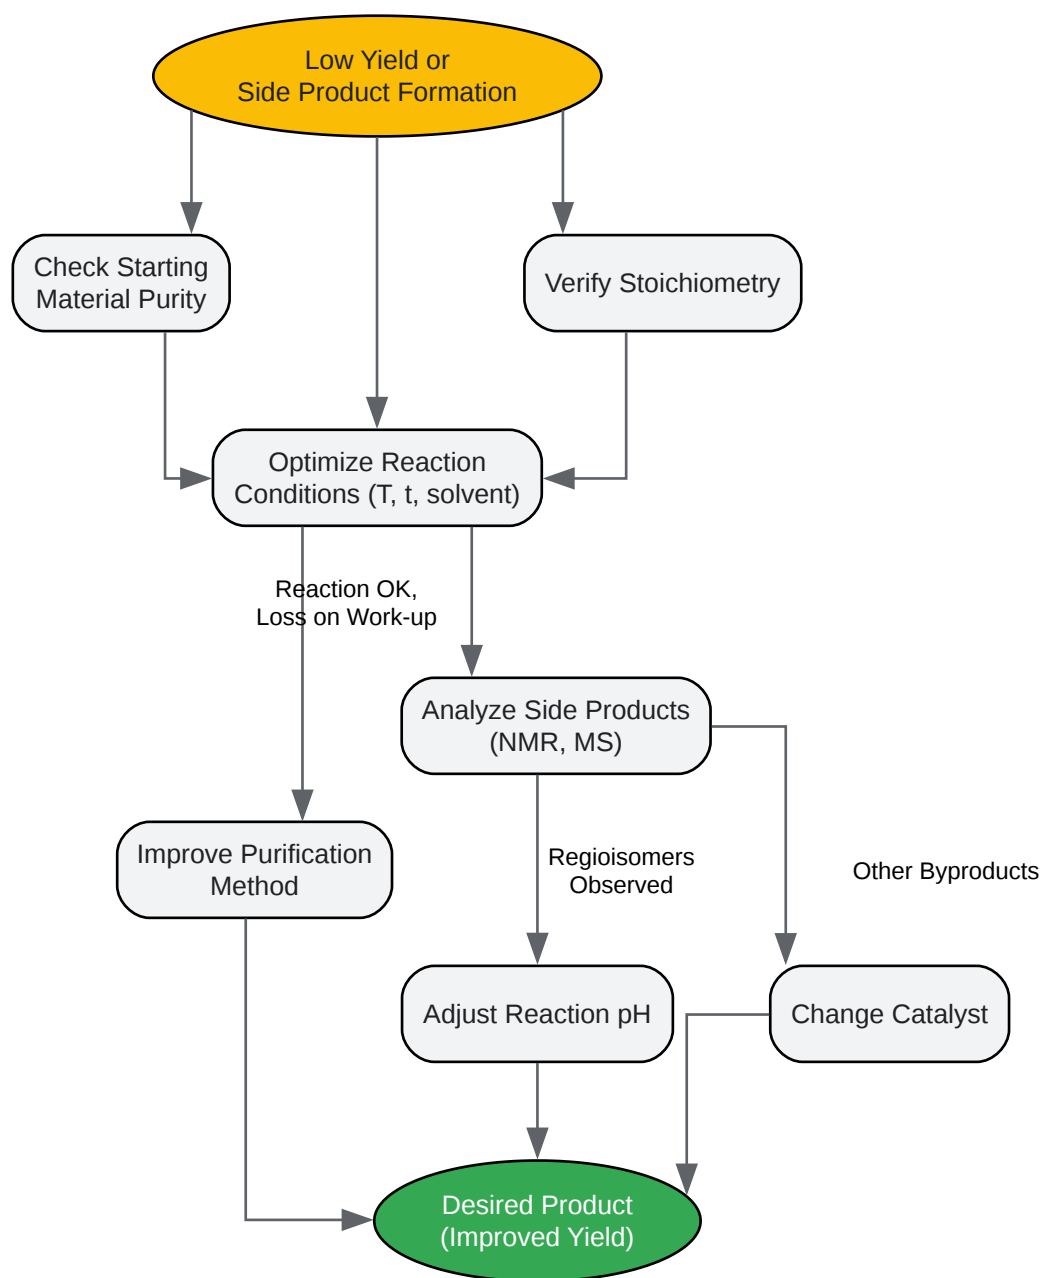 Low Yield or
Side Product Formation
Check Starting
Material Purity
Verify Stoichiometry
Optimize Reaction
Conditions (T, t, solvent)
Reaction OK,
Loss on Work-up
Analyze Side Products
(NMR, MS)
Improve Purification
Method
Regioisomers
Observed
Other Byproducts
Adjust Reaction pH
Change Catalyst
Desired Product
(Improved Yield)